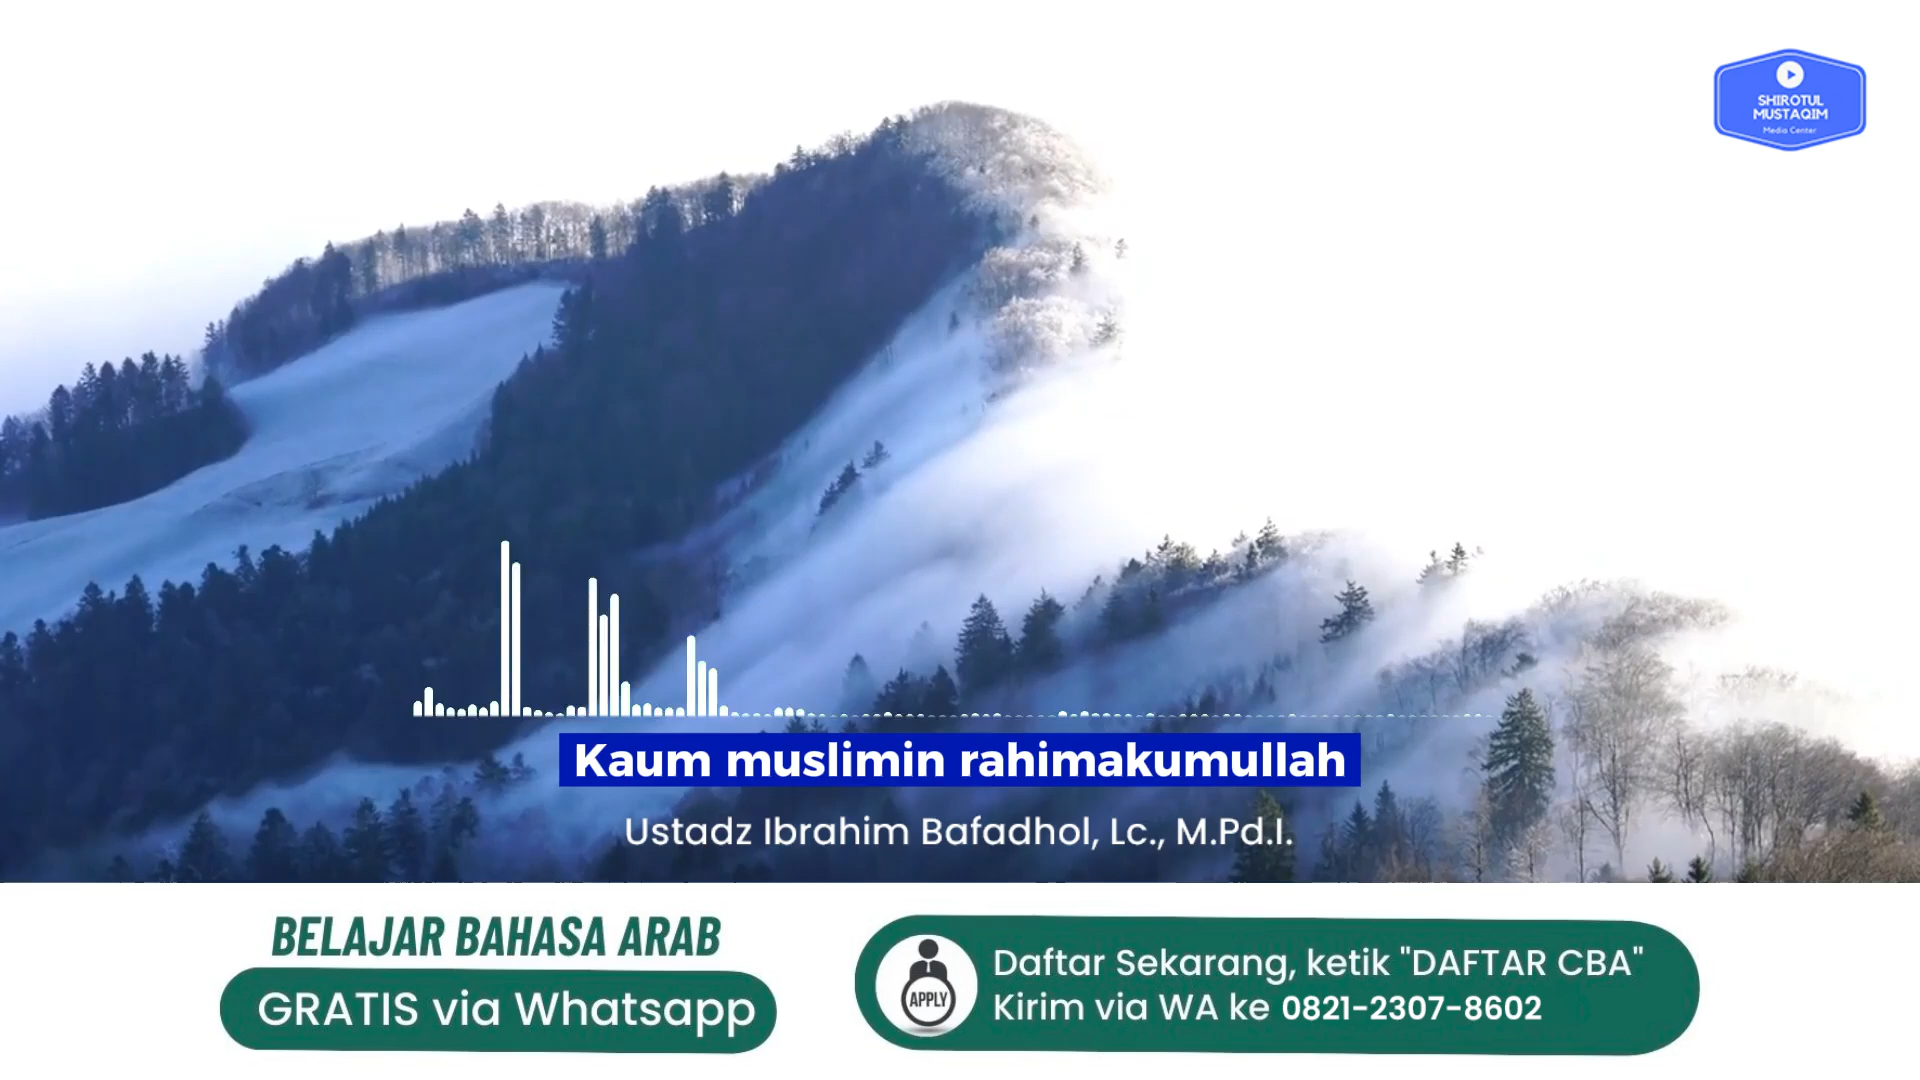 SHIROTUL
MUSTAQIM
Media Center
Kaum muslimin rahimakumullah
Ustadz Ibrahim Bafadhol, Lc., M.Pd.I.
BELAJAR BAHASA ARAB
GRATIS via Whatsapp
APPLY
Daftar Sekarang, ketik "DAFTAR CBA"
Kirim via WA ke 0821-2307-8602